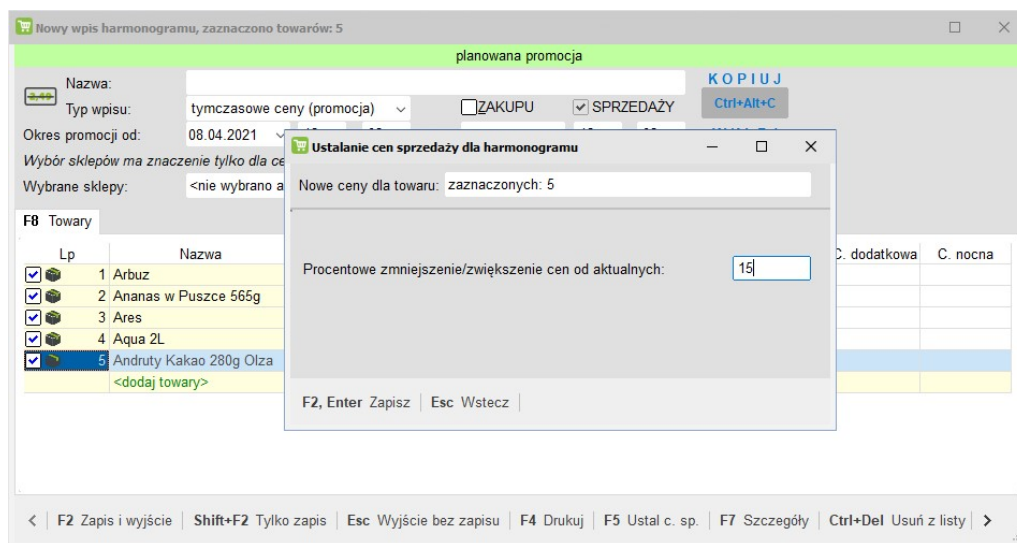 Nowy wpis harmonogramu, zaznaczono towarów: 5
planowana promocja
Nazwa:
KOPIUJ
Typ wpisu: tymczasowe ceny (promocja) ZAKUPU SPRZEDAŻY Ctrl+Alt+C
Okres promocji od: 08.04.2021
Wybór sklepów ma znaczenie tylko dla
Wybrane sklepy: <nie wybrano
F8 Towary
Lp Nazwa C. dodatkowa C. nocna
1 Arbuz
2 Ananas w Puszce 565g
3 Ares
4 Aqua 2L
5 Andruty Kakao 280g Olza
<dodaj towary>
Ustalanie cen sprzedaży dla harmonogramu
Nowe ceny dla towaru: zaznaczonych: 5
Procentowe zmniejszenie/zwiększenie cen od aktualnych: 15
F2, Enter Zapisz | Esc Wstecz |
< | F2 Zapis i wyjście | Shift+F2 Tylko zapis | Esc Wyjście bez zapisu | F4 Drukuj | F5 Ustal c. sp. | F7 Szczegóły | Ctrl+Del Usuń z listy | >